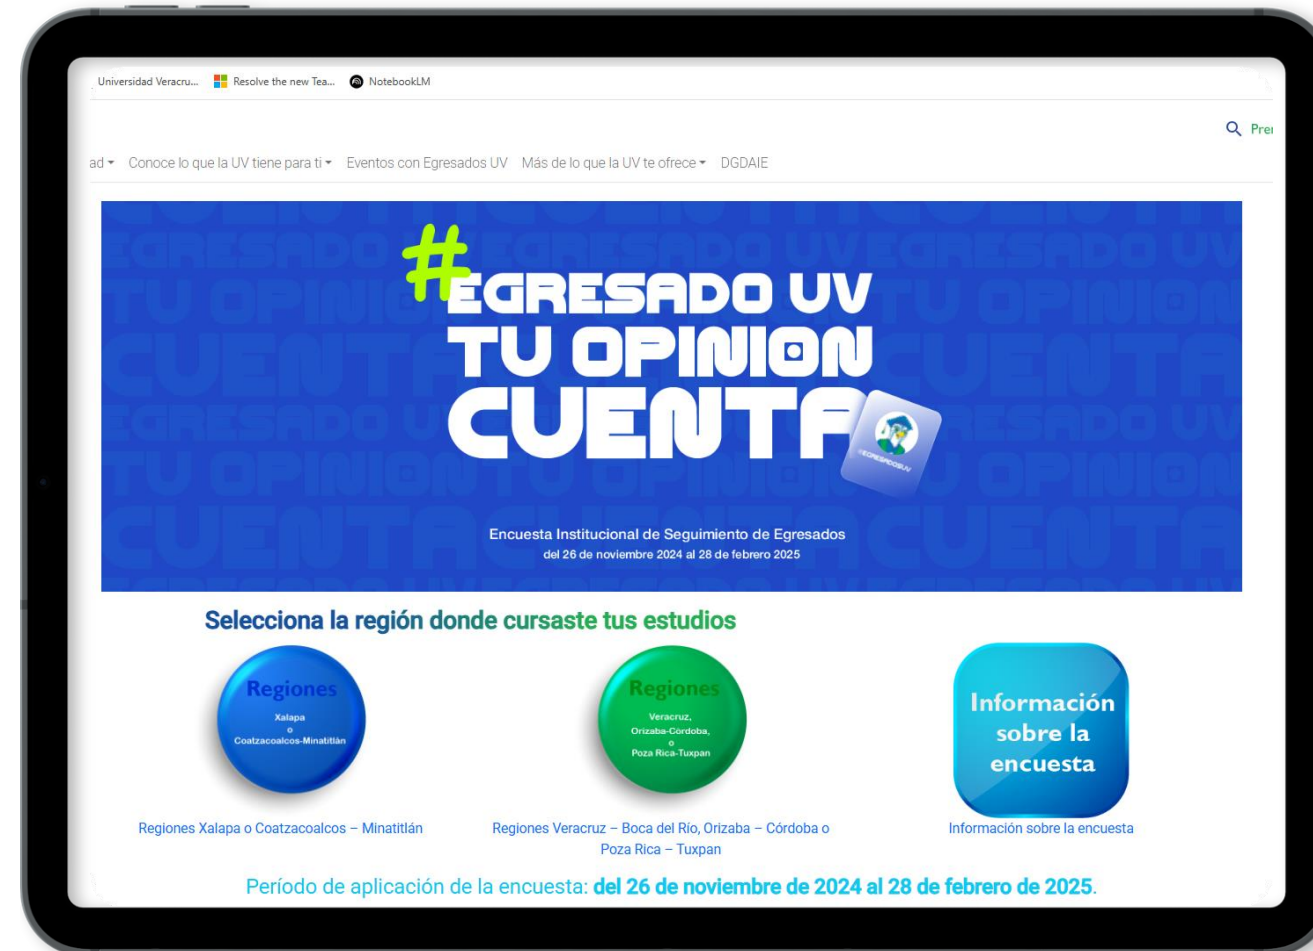 Universidad Veracru... Resolve the new Tea... NotebookLM
Prer
ad Conoce lo que la UV tiene para ti Eventos con Egresados UV Más de lo que la UV te ofrece DGDAIE
#EGRESADO UV
TU OPINION
CUENTA
#EGRESADOSUV
Encuesta Institucional de Seguimiento de Egresados
del 26 de noviembre 2024 al 28 de febrero 2025
Selecciona la región donde cursaste tus estudios
Regiones
Xalapa
o
Coatzacoalcos-Minatitlán
Regiones
Veracruz,
Orizaba-Córdoba,
o
Poza Rica-Tuxpan
Información
sobre la
encuesta
Regiones Xalapa o Coatzacoalcos – Minatitlán
Regiones Veracruz – Boca del Río, Orizaba – Córdoba o
Poza Rica – Tuxpan
Información sobre la encuesta
Período de aplicación de la encuesta: del 26 de noviembre de 2024 al 28 de febrero de 2025.